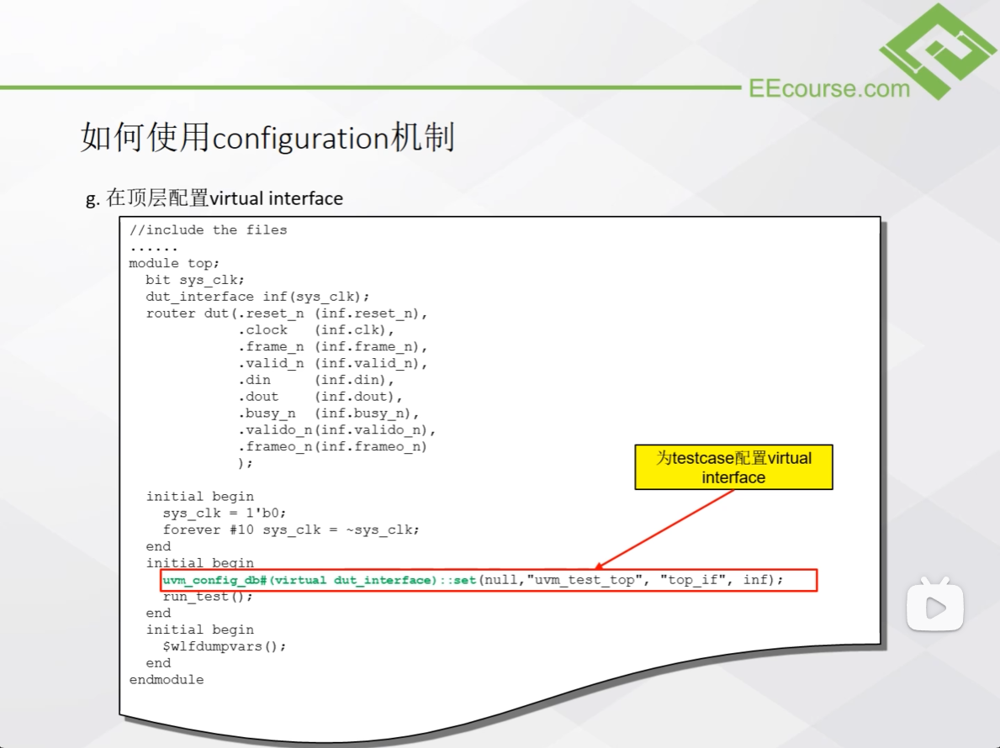 EEcourse.com
如何使用configuration机制
g. 在顶层配置virtual interface
//include the files
......
module top;
  bit sys_clk;
  dut_interface inf(sys_clk);
  router dut(.reset_n (inf.reset_n),
             .clock   (inf.clk),
             .frame_n (inf.frame_n),
             .valid_n (inf.valid_n),
             .din     (inf.din),
             .dout    (inf.dout),
             .busy_n  (inf.busy_n),
             .valido_n(inf.valido_n),
             .frameo_n(inf.frameo_n)
             );
为testcase配置virtual
interface
  initial begin
    sys_clk = 1'b0;
    forever #10 sys_clk = ~sys_clk;
  end
  initial begin
    uvm_config_db#(virtual dut_interface)::set(null,"uvm_test_top", "top_if", inf);
    run_test();
  end
  initial begin
    $wlfdumpvars();
  end
endmodule